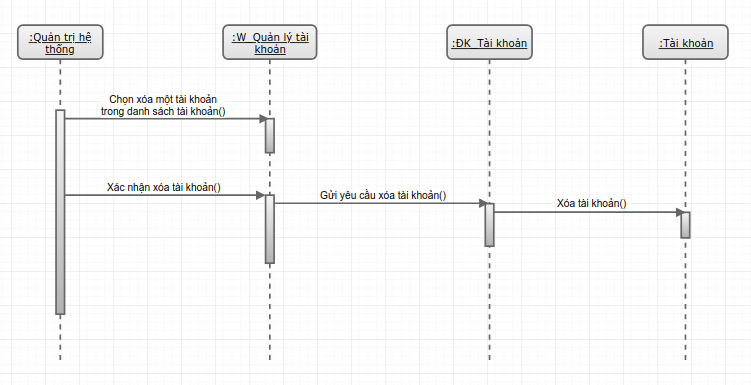 :Quản trị hệ
thống
:W_Quản lý tài
khoản
:ĐK_Tài khoản
:Tài khoản
Chọn xóa một tài khoản
trong danh sách tài khoản()
Xác nhận xóa tài khoản()
Gửi yêu cầu xóa tài khoản()
Xóa tài khoản()